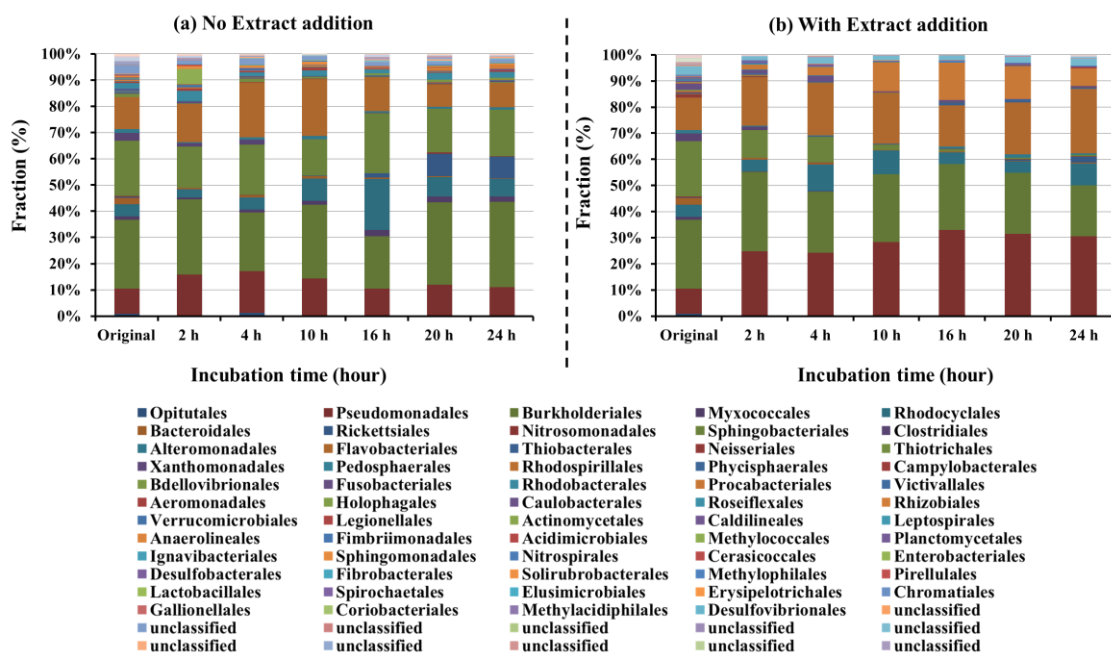 (a) No Extract addition
(b) With Extract addition
Fraction (%)
100%
90%
80%
70%
60%
50%
40%
30%
20%
10%
0%
Original 2 h 4 h 10 h 16 h 20 h 24 h
Incubation time (hour)
Fraction (%)
100%
90%
80%
70%
60%
50%
40%
30%
20%
10%
0%
Original 2 h 4 h 10 h 16 h 20 h 24 h
Incubation time (hour)
Opitutales Pseudomonadales Burkholderiales Myxococcales Rhodocyclales
Bacteroidales Rickettsiales Nitrosomonadales Sphingobacteriales Clostridiales
Alteromonadales Flavobacteriales Thiobacterales Neisseriales Thiotrichales
Xanthomonadales Pedosphaerales Rhodospirillales Phycisphaerales Campylobacterales
Bdellovibrionales Fusobacteriales Rhodobacterales Procabacteriales Victivallales
Aeromonadales Holophagales Caulobacterales Roseiflexales Rhizobiales
Verrucomicrobiales Legionellales Actinomycetales Caldilineales Leptospirales
Anaerolineales Fimbriimonadales Acidimicrobiales Methylococcales Planctomycetales
Ignavibacteriales Sphingomonadales Nitrospirales Cerasicoccales Enterobacteriales
Desulfobacterales Fibrobacterales Solirubrobacterales Methylophilales Pirellulales
Lactobacillales Spirochaetales Elusimicrobiales Erysipelotrichales Chromatiales
Gallionellales Coriobacteriales Methylacidiphilales Desulfovibrionales unclassified
unclassified unclassified unclassified unclassified unclassified
unclassified unclassified unclassified unclassified unclassified